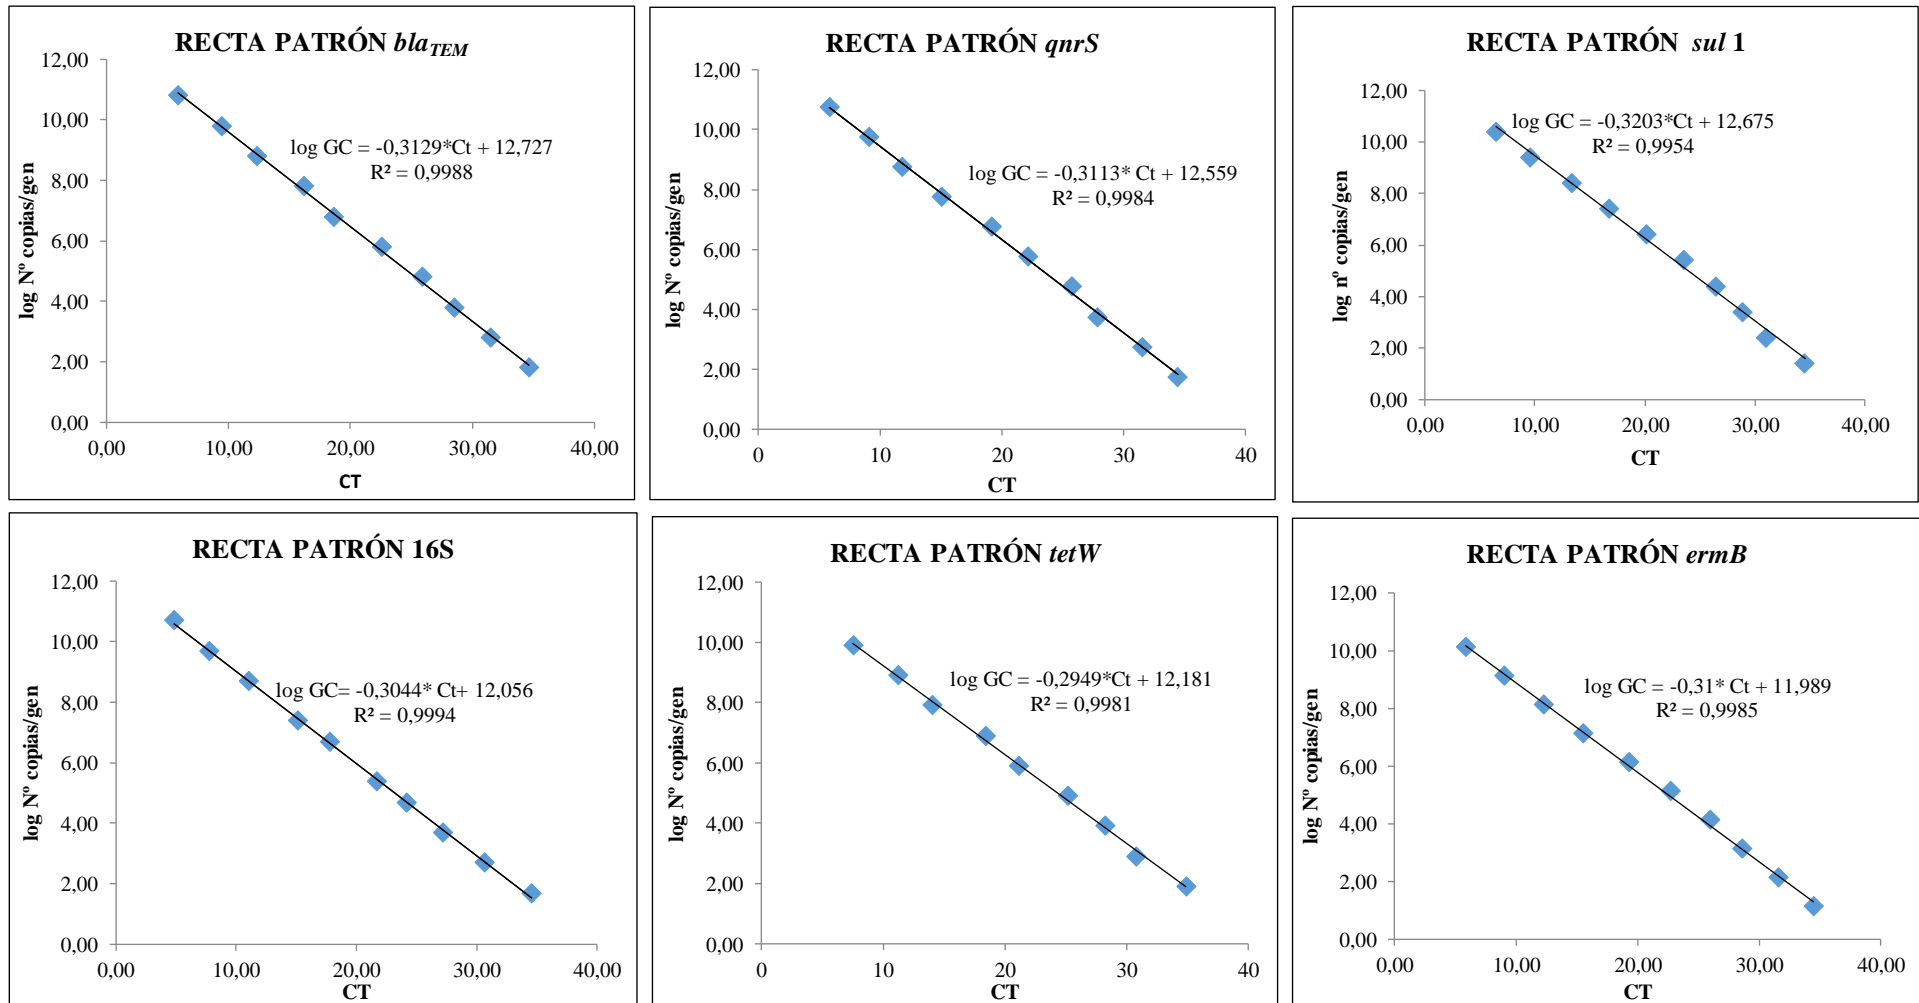 RECTA PATRÓN bla_TEM
12,00
10,00
8,00
6,00
4,00
2,00
0,00
log Nº copias/gen
log GC = -0,3129*Ct + 12,727
R² = 0,9988
0,00 10,00 20,00 30,00 40,00
CT
RECTA PATRÓN qnrS
12,00
10,00
8,00
6,00
4,00
2,00
0,00
log Nº copias/gen
log GC = -0,3113* Ct + 12,559
R² = 0,9984
0 10 20 30 40
CT
RECTA PATRÓN sul 1
12,00
10,00
8,00
6,00
4,00
2,00
0,00
log nº copias/gen
log GC = -0,3203*Ct + 12,675
R² = 0,9954
0,00 10,00 20,00 30,00 40,00
CT
RECTA PATRÓN 16S
12,00
10,00
8,00
6,00
4,00
2,00
0,00
log Nº copias/gen
log GC= -0,3044* Ct+ 12,056
R² = 0,9994
0,00 10,00 20,00 30,00 40,00
CT
RECTA PATRÓN tetW
12,00
10,00
8,00
6,00
4,00
2,00
0,00
log Nº copias/gen
log GC = -0,2949*Ct + 12,181
R² = 0,9981
0 10 20 30 40
CT
RECTA PATRÓN ermB
12,00
10,00
8,00
6,00
4,00
2,00
0,00
log Nº copias/gen
log GC = -0,31* Ct + 11,989
R² = 0,9985
0,00 10,00 20,00 30,00 40,00
CT